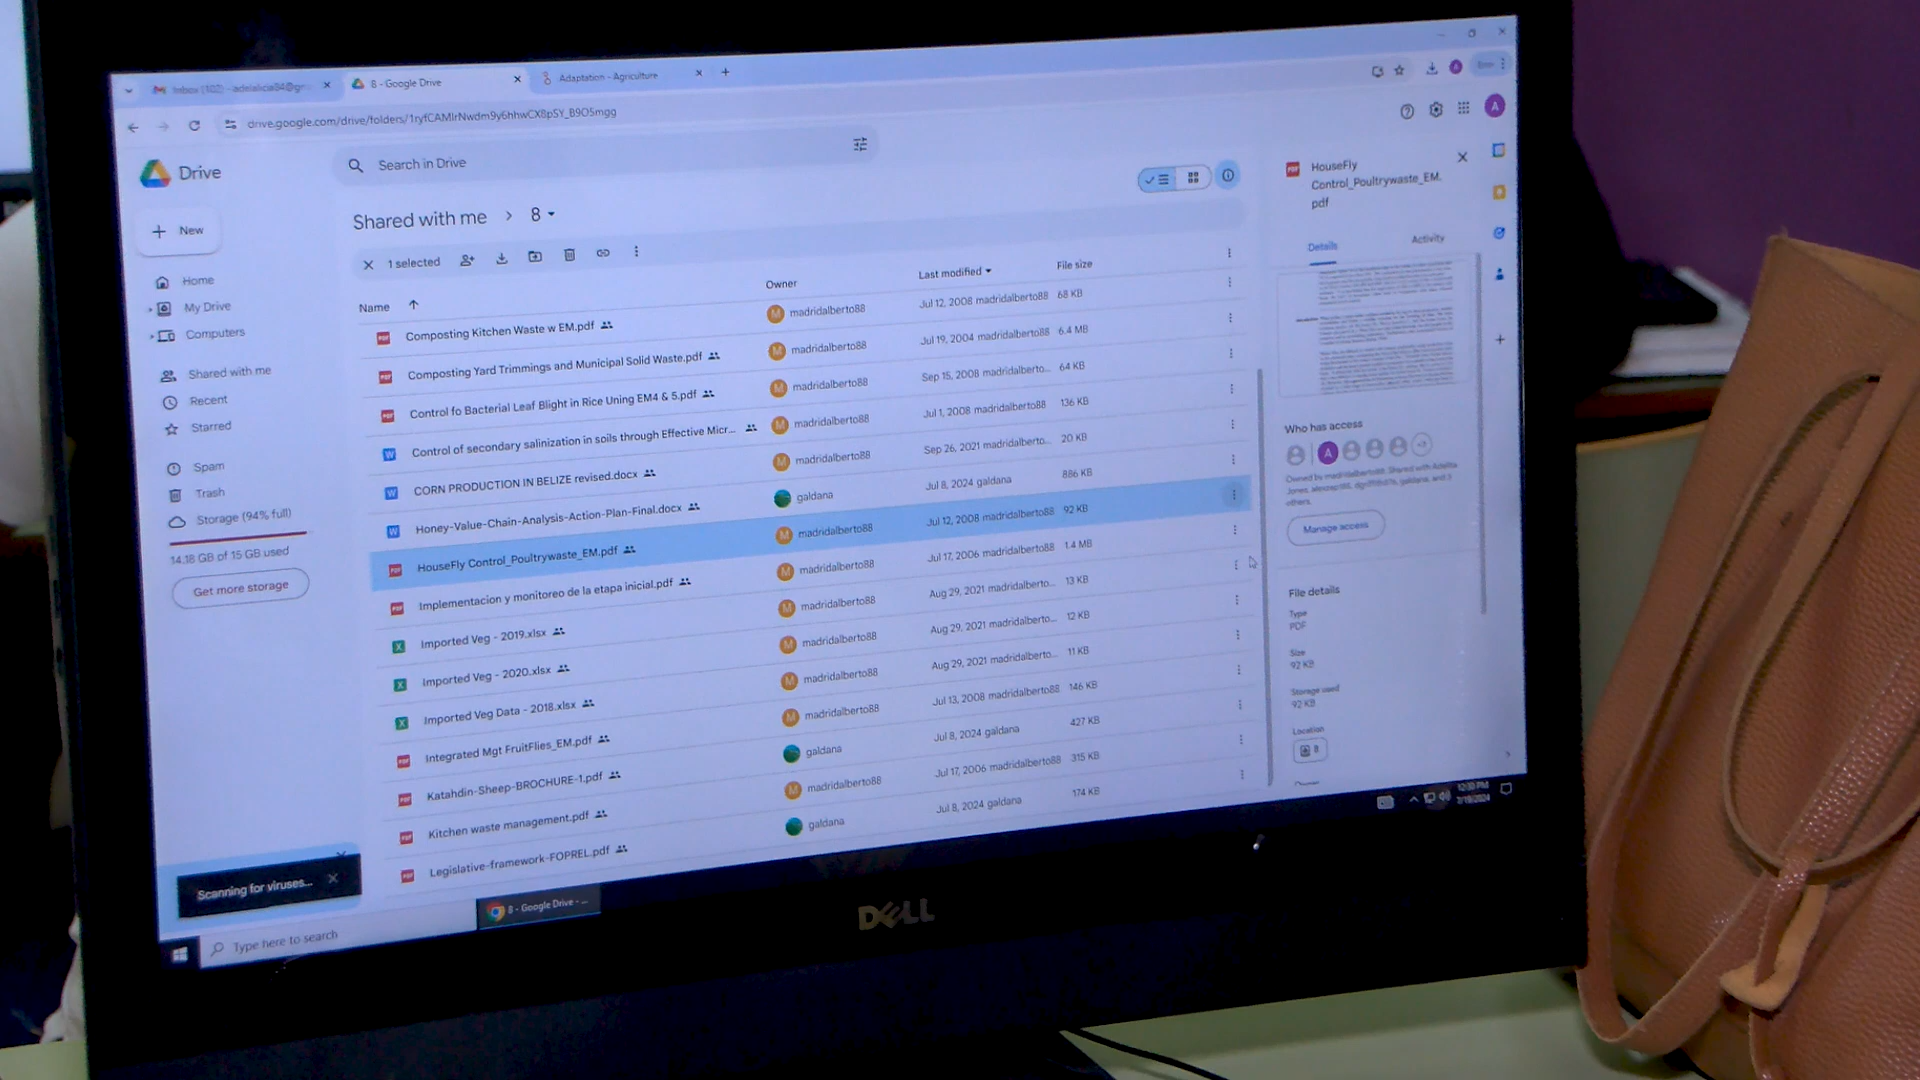 8 - Google Drive
Adaptation - Agriculture
Drive
Search in Drive
New
Shared with me > 8
1 selected
Home
My Drive
Computers
Shared with me
Recent
Starred
Spam
Trash
Storage (94% full)
14.18 GB of 15 GB used
Get more storage
Name
Owner
Last modified
File size
Composting Kitchen Waste w EM.pdf madridalberto88 Jul 12, 2008 madridalberto88 68 KB
Composting Yard Trimmings and Municipal Solid Waste.pdf madridalberto88 Jul 19, 2004 madridalberto88 6.4 MB
Control fo Bacterial Leaf Blight in Rice Uning EM4 & 5.pdf madridalberto88 Sep 15, 2008 madridalberto... 64 KB
Control of secondary salinization in soils through Effective Micr... madridalberto88 Jul 1, 2008 madridalberto88 136 KB
CORN PRODUCTION IN BELIZE revised.docx madridalberto88 Sep 26, 2021 madridalberto... 20 KB
Honey-Value-Chain-Analysis-Action-Plan-Final.docx galdana Jul 8, 2024 galdana 886 KB
HouseFly Control_Poultrywaste_EM.pdf madridalberto88 Jul 12, 2008 madridalberto88 92 KB
Implementacion y monitoreo de la etapa inicial.pdf madridalberto88 Jul 17, 2006 madridalberto88 1.4 MB
Imported Veg - 2019.xlsx madridalberto88 Aug 29, 2021 madridalberto... 13 KB
Imported Veg - 2020.xlsx madridalberto88 Aug 29, 2021 madridalberto... 12 KB
Imported Veg Data - 2018.xlsx madridalberto88 Aug 29, 2021 madridalberto... 11 KB
Integrated Mgt FruitFlies_EM.pdf madridalberto88 Jul 13, 2008 madridalberto88 146 KB
Katahdin-Sheep-BROCHURE-1.pdf galdana Jul 8, 2024 galdana 427 KB
Kitchen waste management.pdf madridalberto88 Jul 17, 2006 madridalberto88 315 KB
Legislative-framework-FOPREL.pdf galdana Jul 8, 2024 galdana 174 KB
HouseFly
Control_Poultrywaste_EM.
pdf
Details
Activity
Who has access
Manage access
File details
Type
PDF
Size
92 KB
Storage used
92 KB
Location
8
Scanning for viruses...
8 - Google Drive - ...
Type here to search
12:30 PM
7/19/2024
DELL